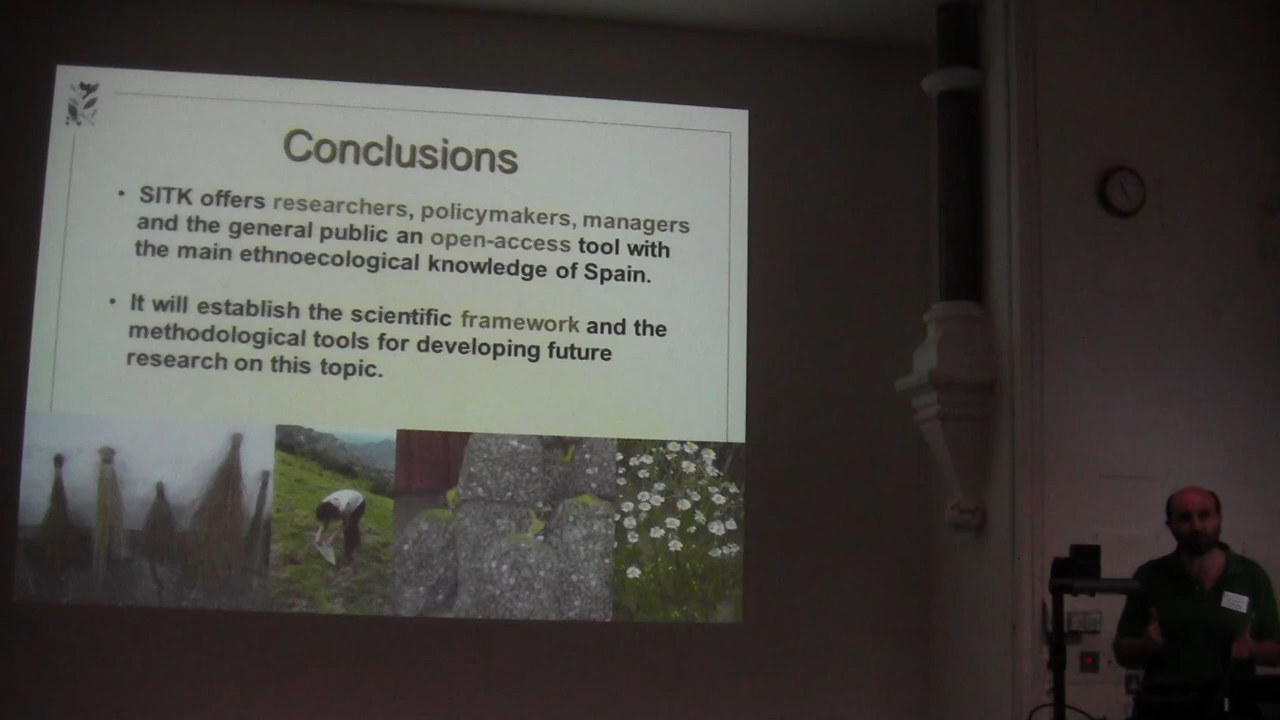 Conclusions
• SITK offers researchers, policymakers, managers
and the general public an open-access tool with
the main ethnoecological knowledge of Spain.
• It will establish the scientific framework and the
methodological tools for developing future
research on this topic.